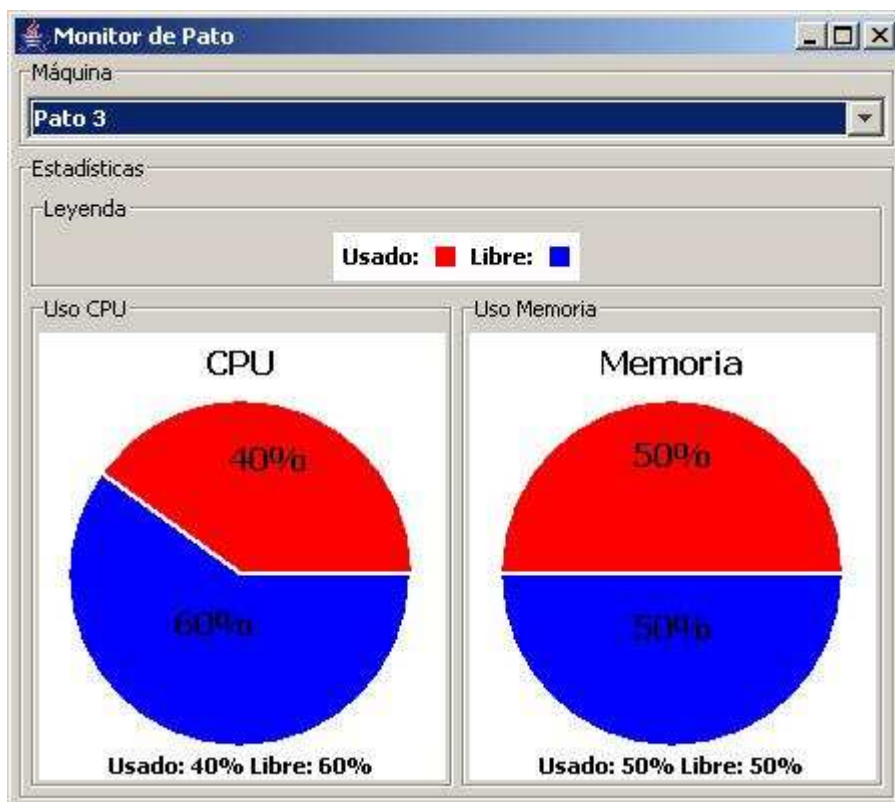 Monitor de Pato
Máquina
Pato 3
Estadísticas
Leyenda
Usado: Libre:
Uso CPU
CPU
40%
60%
Usado: 40% Libre: 60%
Uso Memoria
Memoria
50%
50%
Usado: 50% Libre: 50%